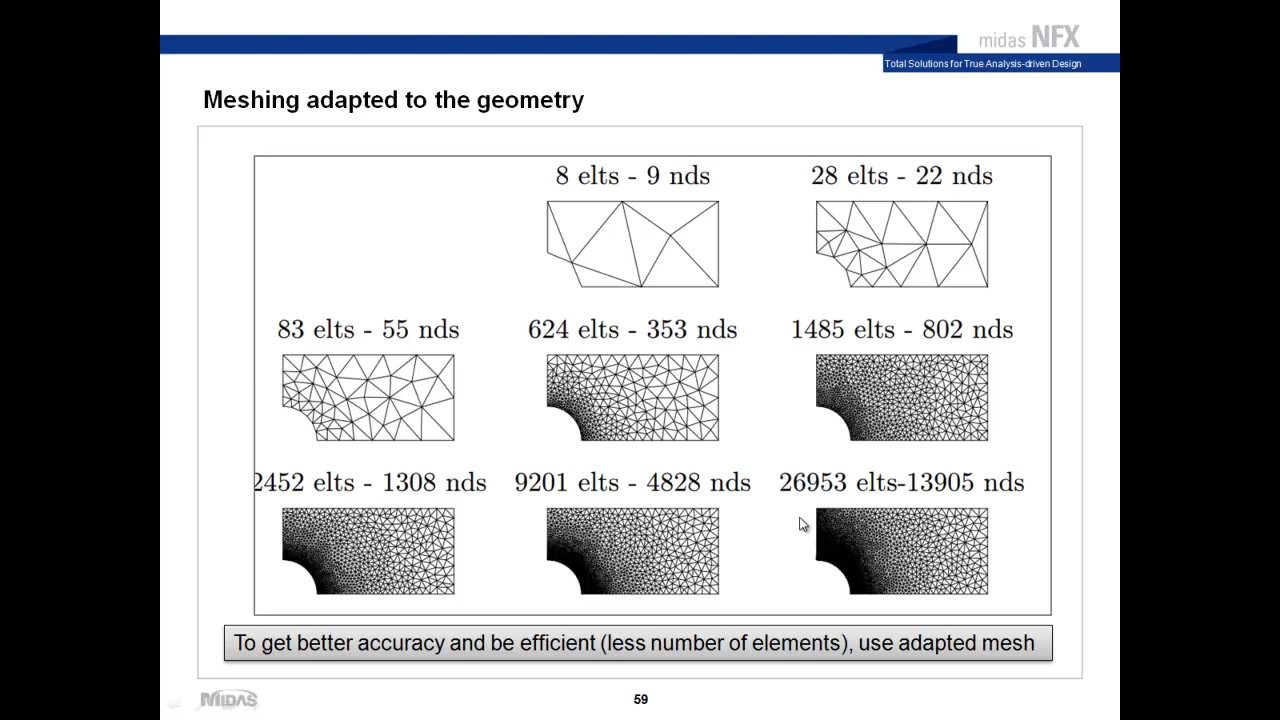 midas NFX
Total Solutions for True Analysis-driven Design
Meshing adapted to the geometry
8 elts - 9 nds
28 elts - 22 nds
83 elts - 55 nds
624 elts - 353 nds
1485 elts - 802 nds
2452 elts - 1308 nds
9201 elts - 4828 nds
26953 elts-13905 nds
To get better accuracy and be efficient (less number of elements), use adapted mesh
MIDAS
59